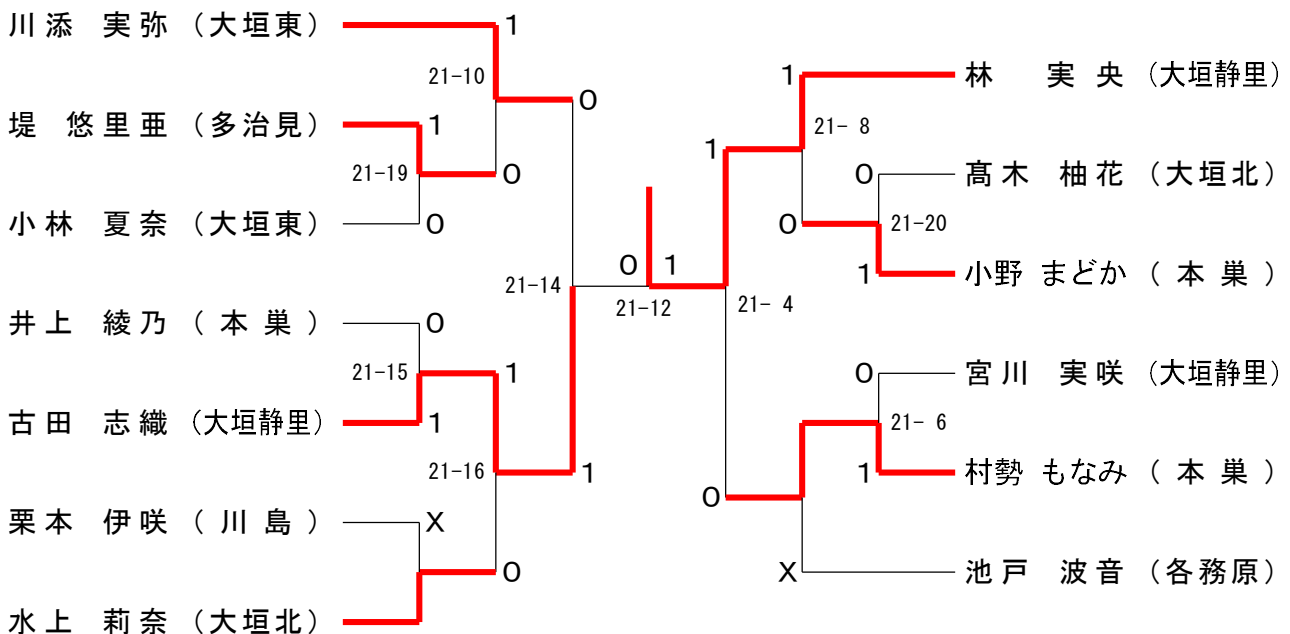 川添 実弥 (大垣東)
1
21-10
0
堤 悠里亜 (多治見)
1
21-19
0
小林 夏奈 (大垣東)
0
21-14
井上 綾乃 (本巣)
0
21-15
1
古田 志織 (大垣静里)
1
21-16
1
栗本 伊咲 (川島)
X
0
水上 莉奈 (大垣北)
0 1
21-12
1
林 実央 (大垣静里)
1
21- 8
0
髙木 柚花 (大垣北)
0
21-20
1
小野 まどか (本巣)
21- 4
0
宮川 実咲 (大垣静里)
21- 6
1
村勢 もなみ (本巣)
0
X
池戸 波音 (各務原)